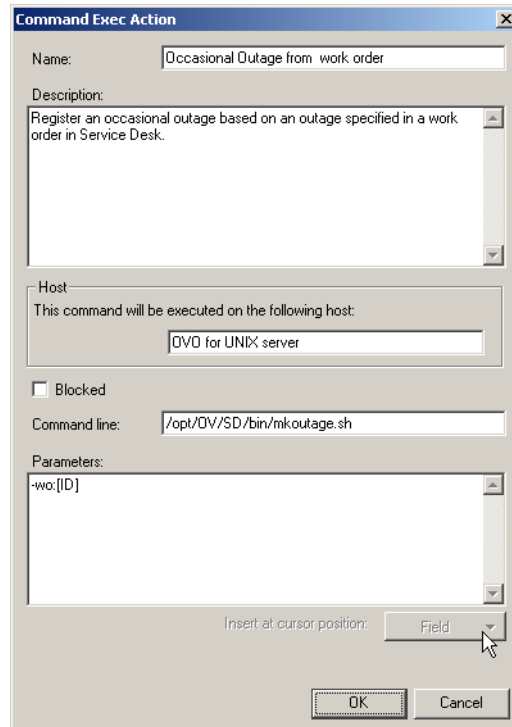 Command Exec Action
Name: Occasional Outage from  work order
Description:
Register an occasional outage based on an outage specified in a work
order in Service Desk.
Host
This command will be executed on the following host:
OVO for UNIX server
Blocked
Command line: /opt/OV/SD/bin/mkoutage.sh
Parameters:
-wo:[ID]
Insert at cursor position: Field
OK Cancel